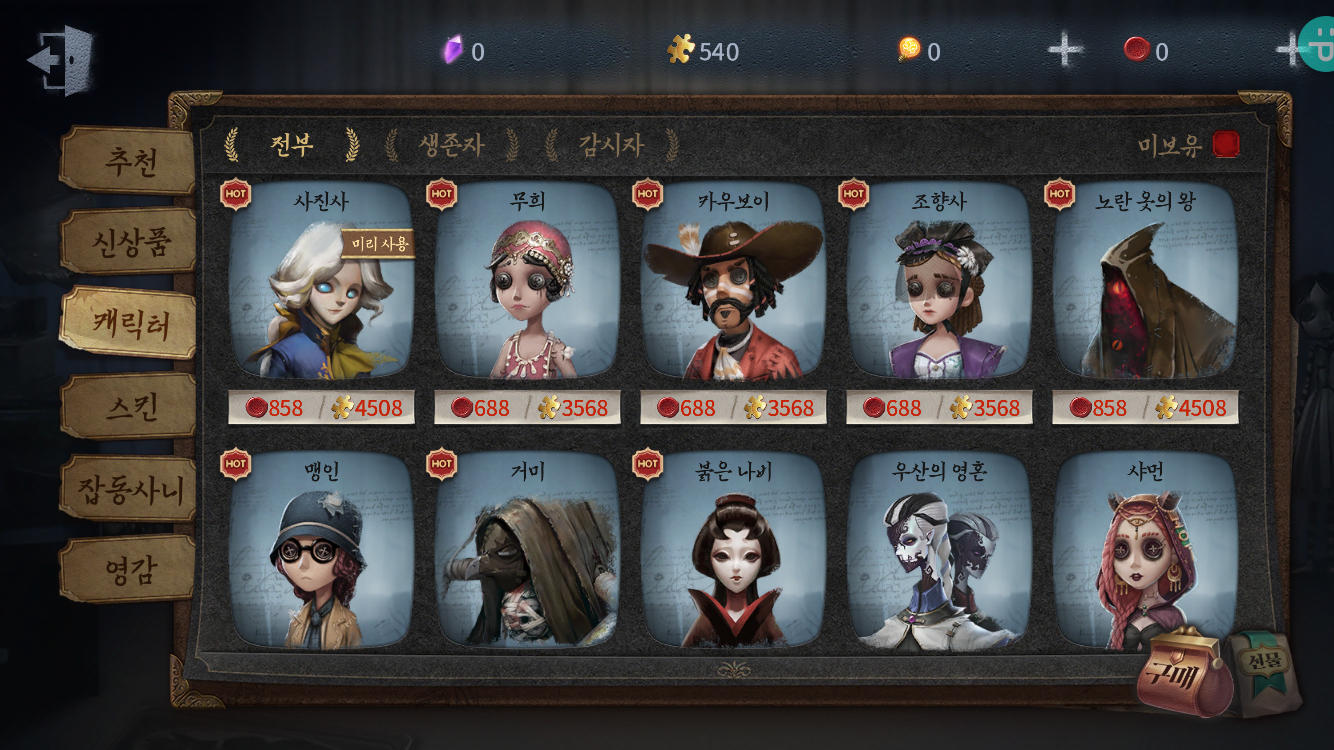 0
540
0
0
전부
생존자
감시자
미보유
추천
신상품
캐릭터
스킨
잡동사니
영감
HOT
사진사
미리 사용
858 / 4508
HOT
무희
688 / 3568
HOT
카우보이
688 / 3568
HOT
조향사
688 / 3568
HOT
노란 옷의 왕
858 / 4508
HOT
맹인
HOT
거미
HOT
붉은 나비
우산의 영혼
샤먼
구매
선물